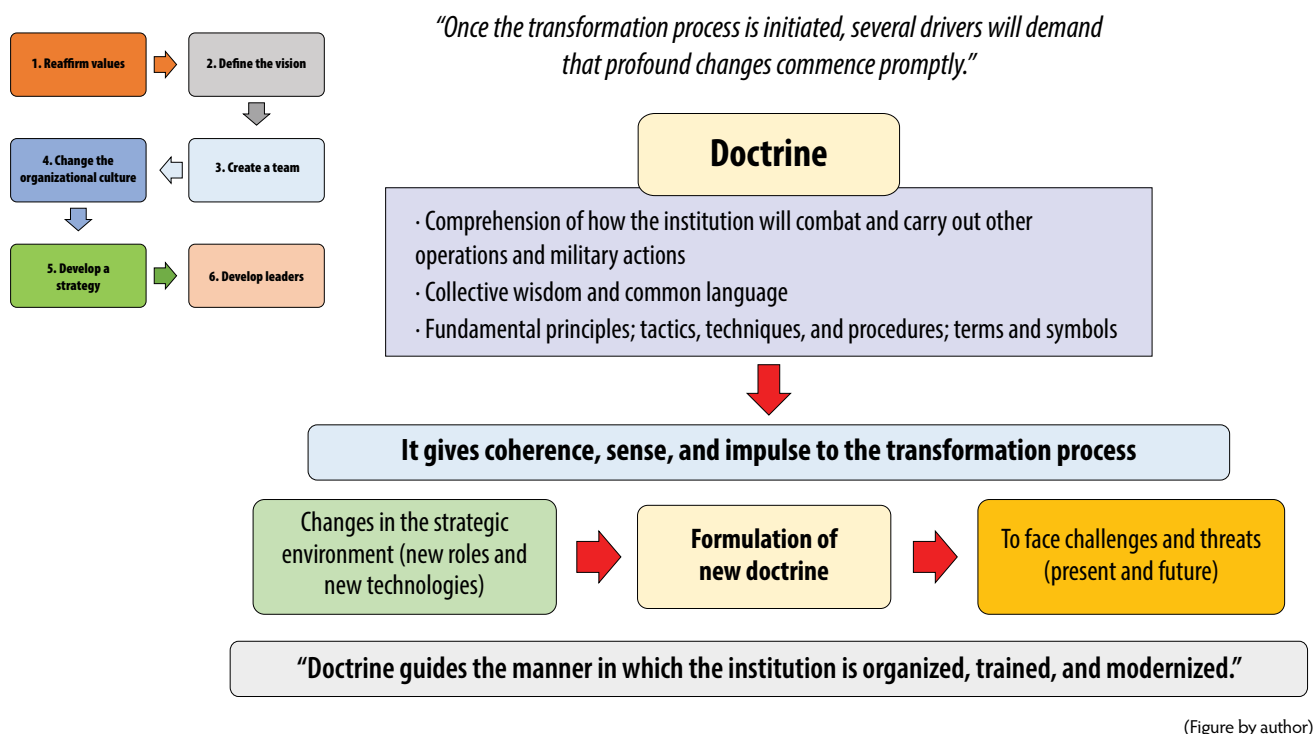 “Once the transformation process is initiated, several drivers will demand
that profound changes commence promptly.”
1. Reaffirm values
2. Define the vision
3. Create a team
4. Change the
organizational culture
5. Develop a
strategy
6. Develop leaders
Doctrine
· Comprehension of how the institution will combat and carry out other
operations and military actions
· Collective wisdom and common language
· Fundamental principles; tactics, techniques, and procedures; terms and symbols
It gives coherence, sense, and impulse to the transformation process
Changes in the strategic
environment (new roles and
new technologies)
Formulation of
new doctrine
To face challenges and threats
(present and future)
“Doctrine guides the manner in which the institution is organized, trained, and modernized.”
(Figure by author)